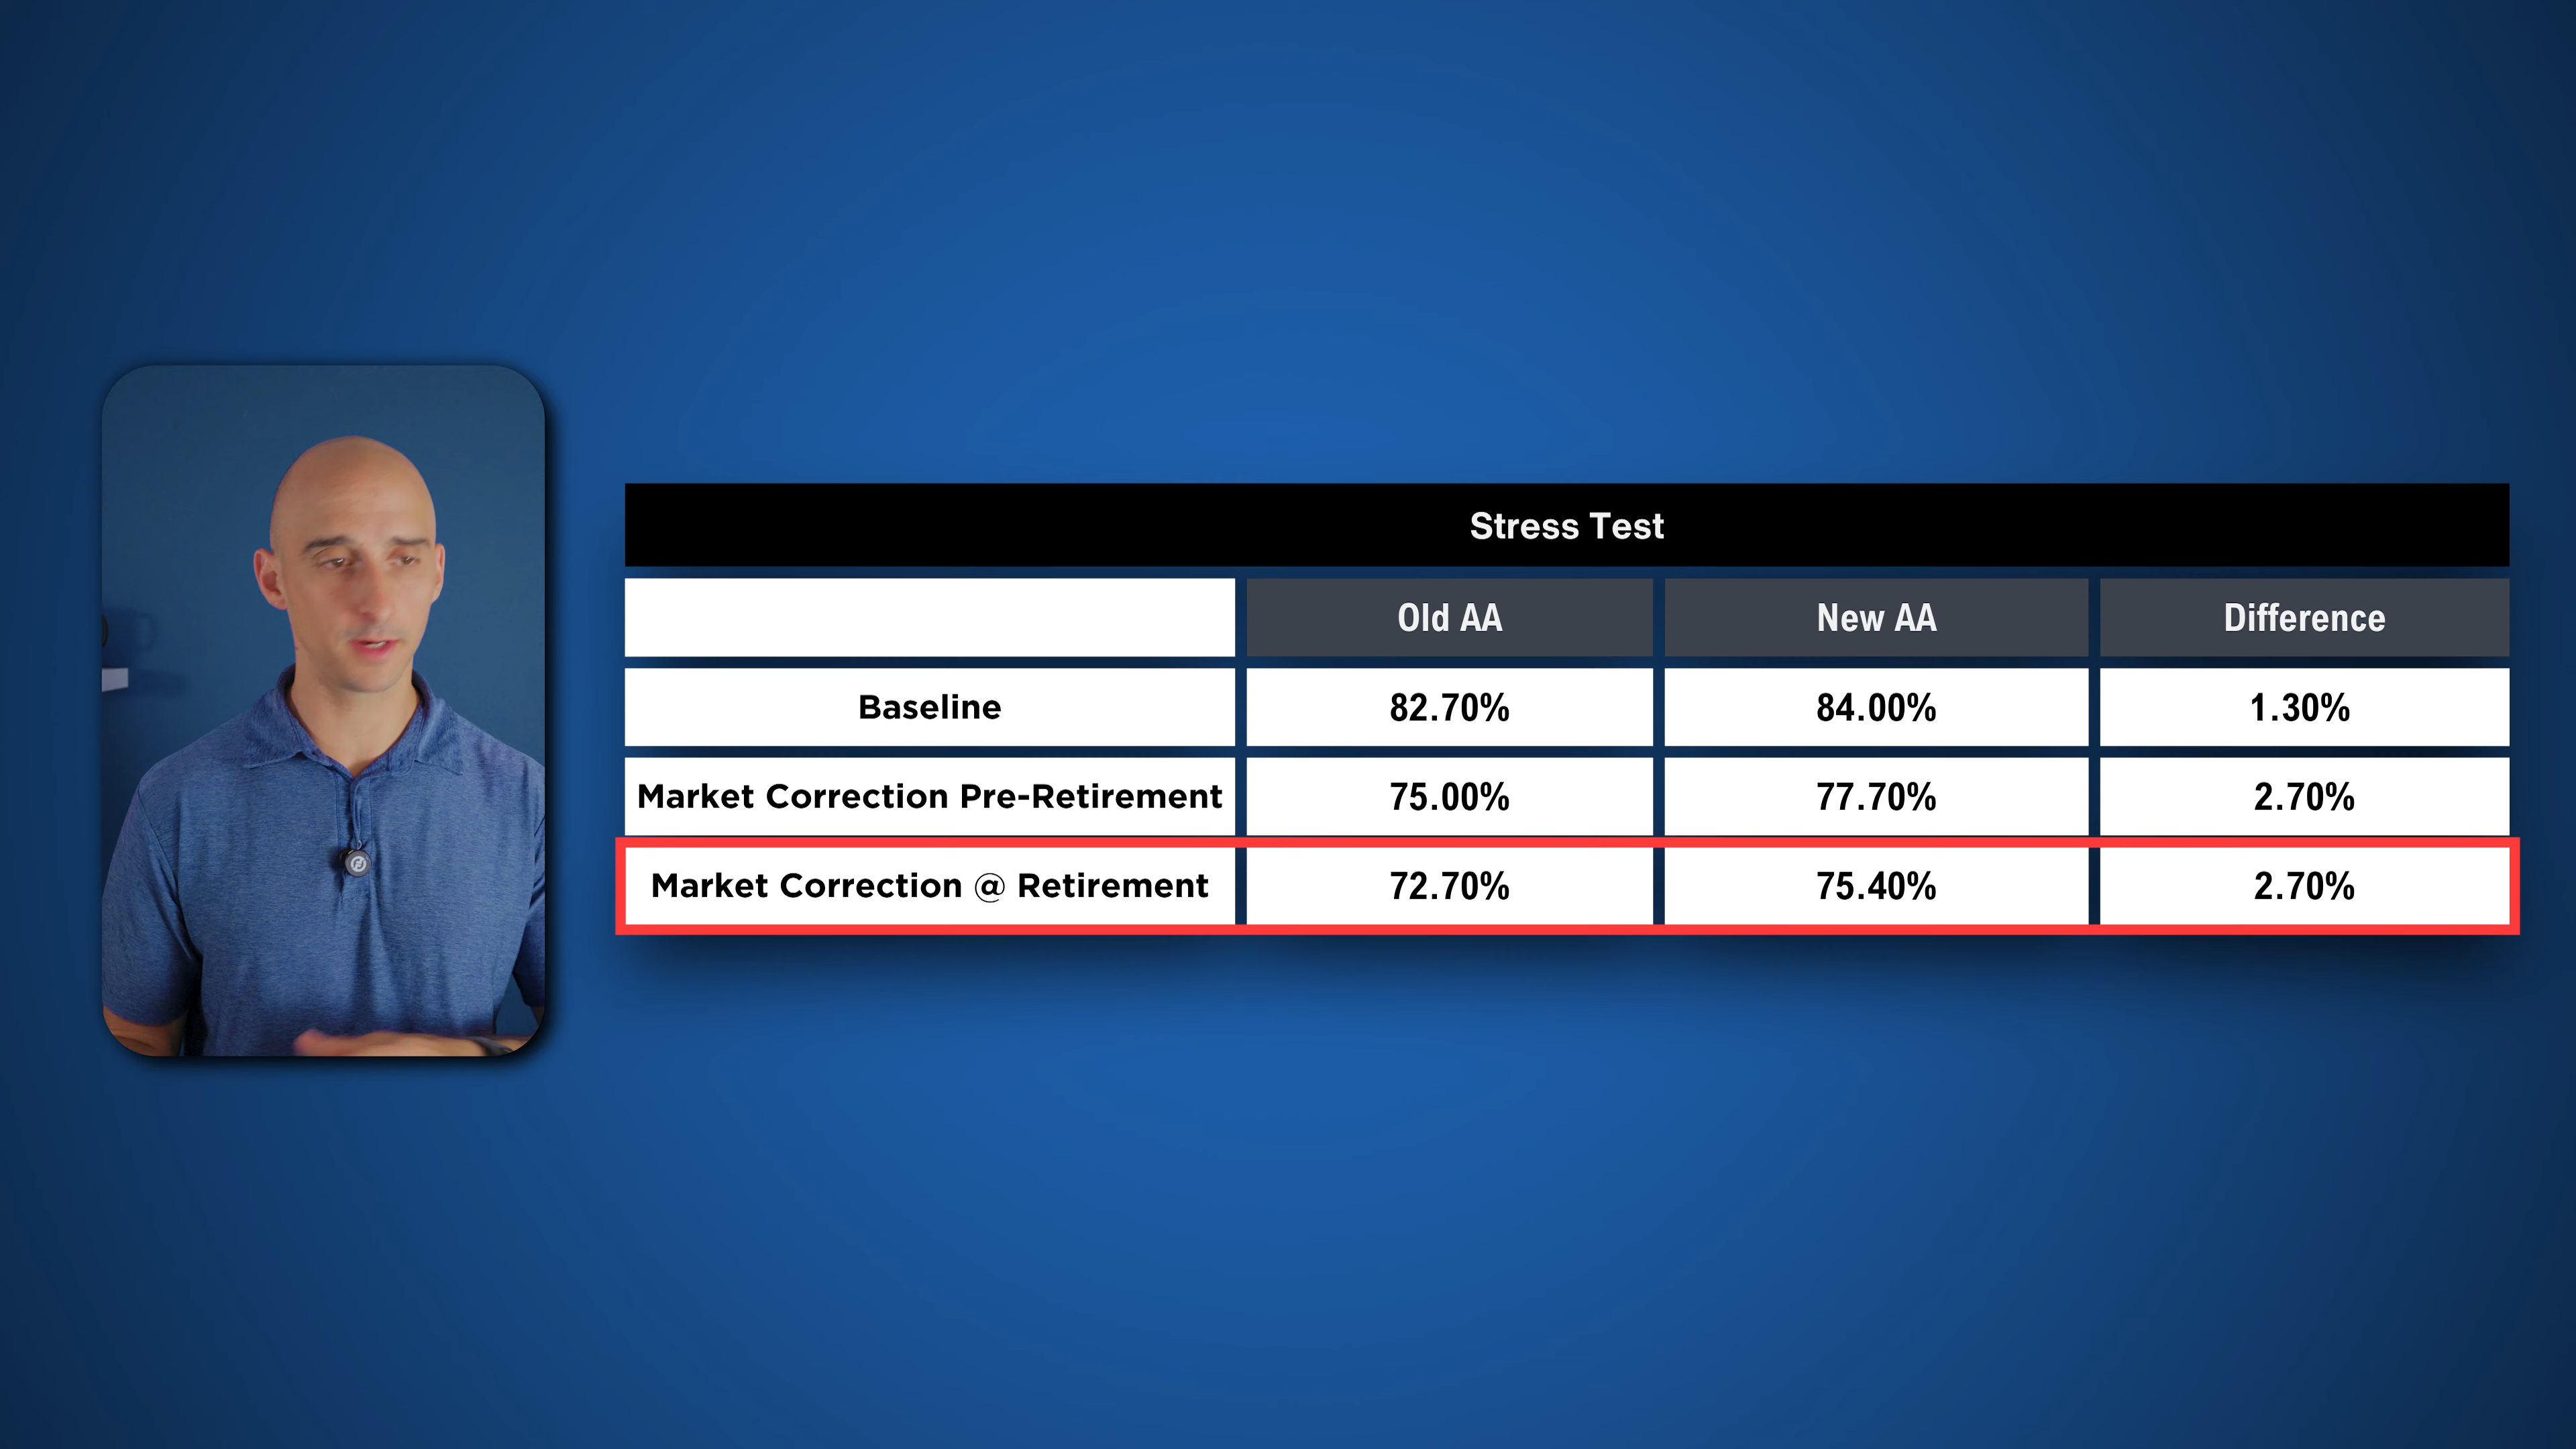 Stress Test
Old AA New AA Difference
Baseline 82.70% 84.00% 1.30%
Market Correction Pre-Retirement 75.00% 77.70% 2.70%
Market Correction @ Retirement 72.70% 75.40% 2.70%